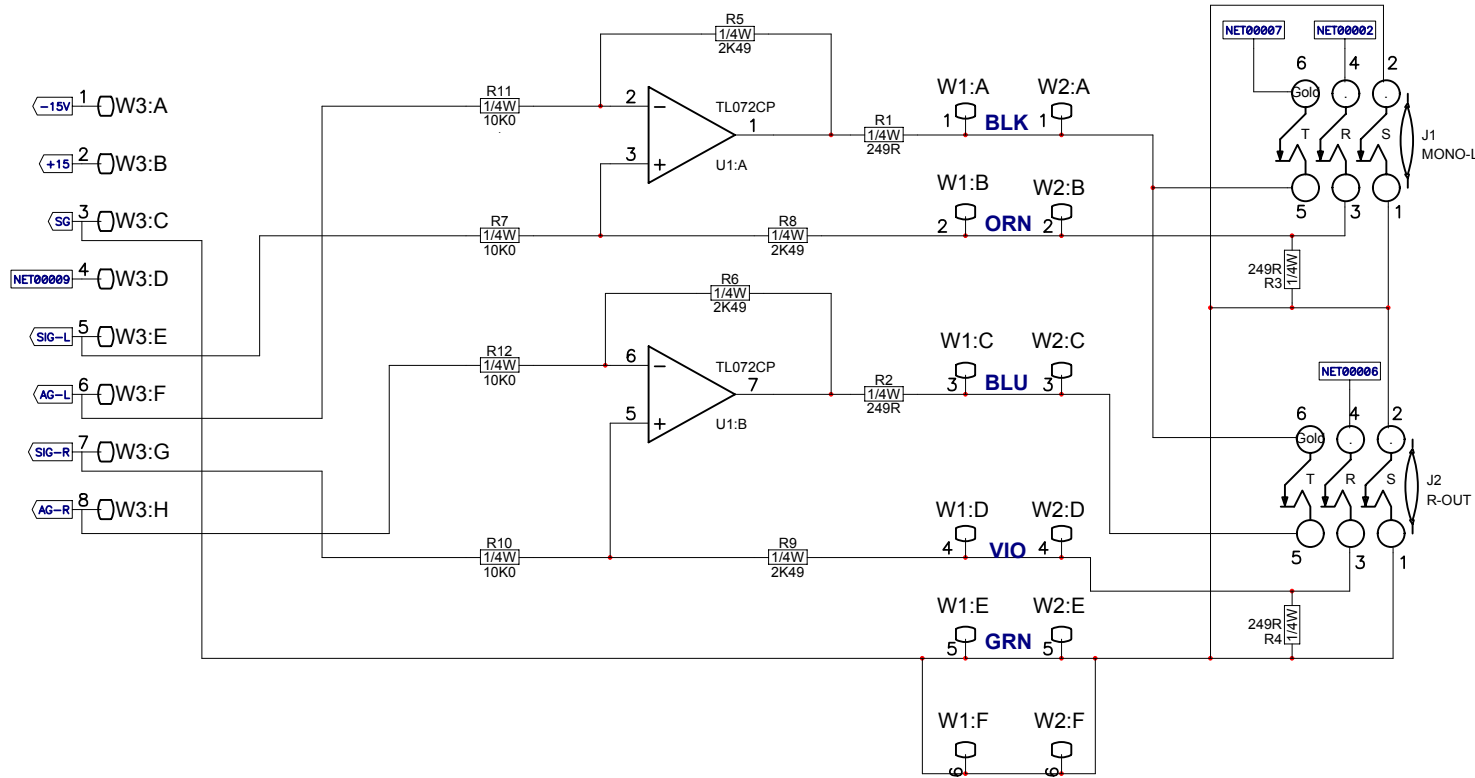 R5
1/4W
2K49
NET00007
NET00002
6
4
2
W1:A
W2:A
R11
1/4W
10K0
2
TL072CP
1
R1
1/4W
249R
1
BLK
1
Gold
.
.
-15V
1
W3:A
T
R
S
J1
MONO-L
+15
2
W3:B
3
U1:A
W1:B
W2:B
5
3
1
SG
3
W3:C
R7
1/4W
10K0
R8
1/4W
2K49
2
ORN
2
249R
R3
1/4W
NET00009
4
W3:D
R6
1/4W
2K49
SIG-L
5
W3:E
W1:C
W2:C
R12
1/4W
10K0
6
TL072CP
7
R2
1/4W
249R
3
BLU
3
NET00006
AG-L
6
W3:F
5
U1:B
6
4
2
Gold
.
.
SIG-R
7
W3:G
T
R
S
J2
R-OUT
AG-R
8
W3:H
W1:D
W2:D
5
3
1
R10
1/4W
10K0
R9
1/4W
2K49
4
VIO
4
W1:E
W2:E
249R
R4
1/4W
5
GRN
5
W1:F
W2:F
6
6